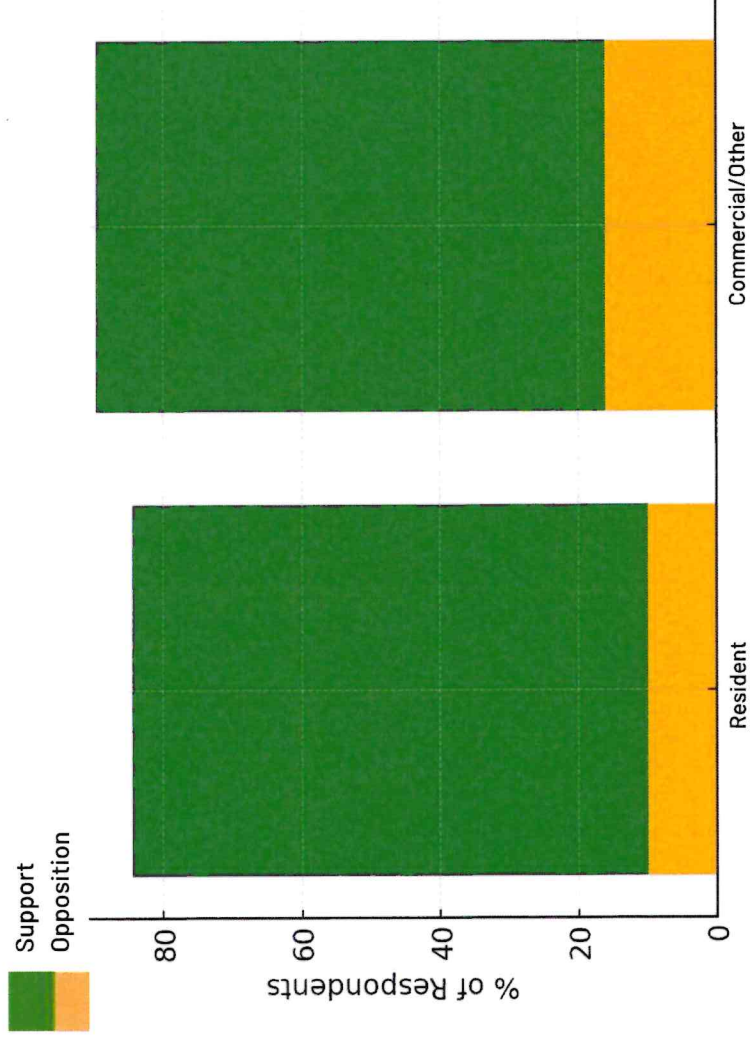 Support
Opposition
% of Respondents
80
60
40
20
0
Resident
Commercial/Other